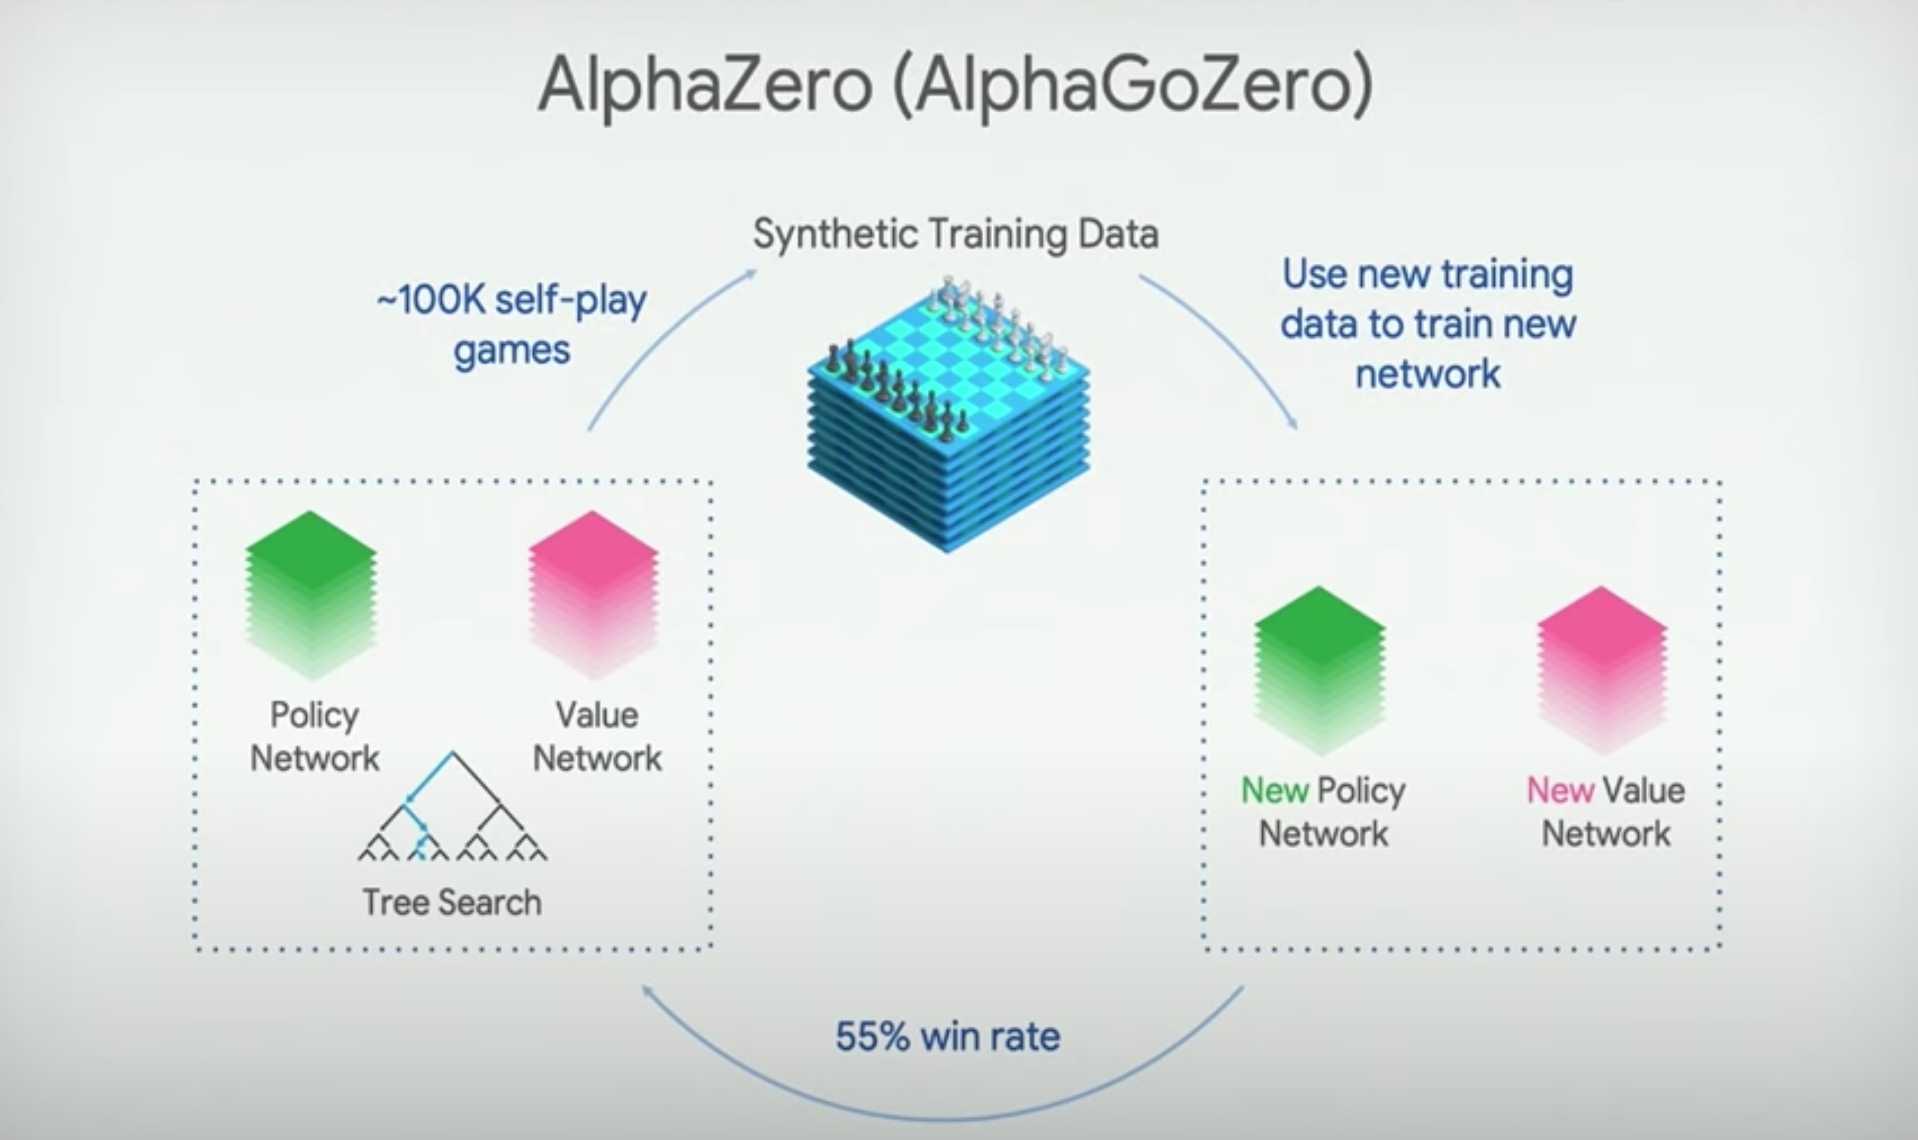 AlphaZero (AlphaGoZero)
Synthetic Training Data
~100K self-play
games
Use new training
data to train new
network
Policy
Network
Value
Network
Tree Search
New Policy
Network
New Value
Network
55% win rate